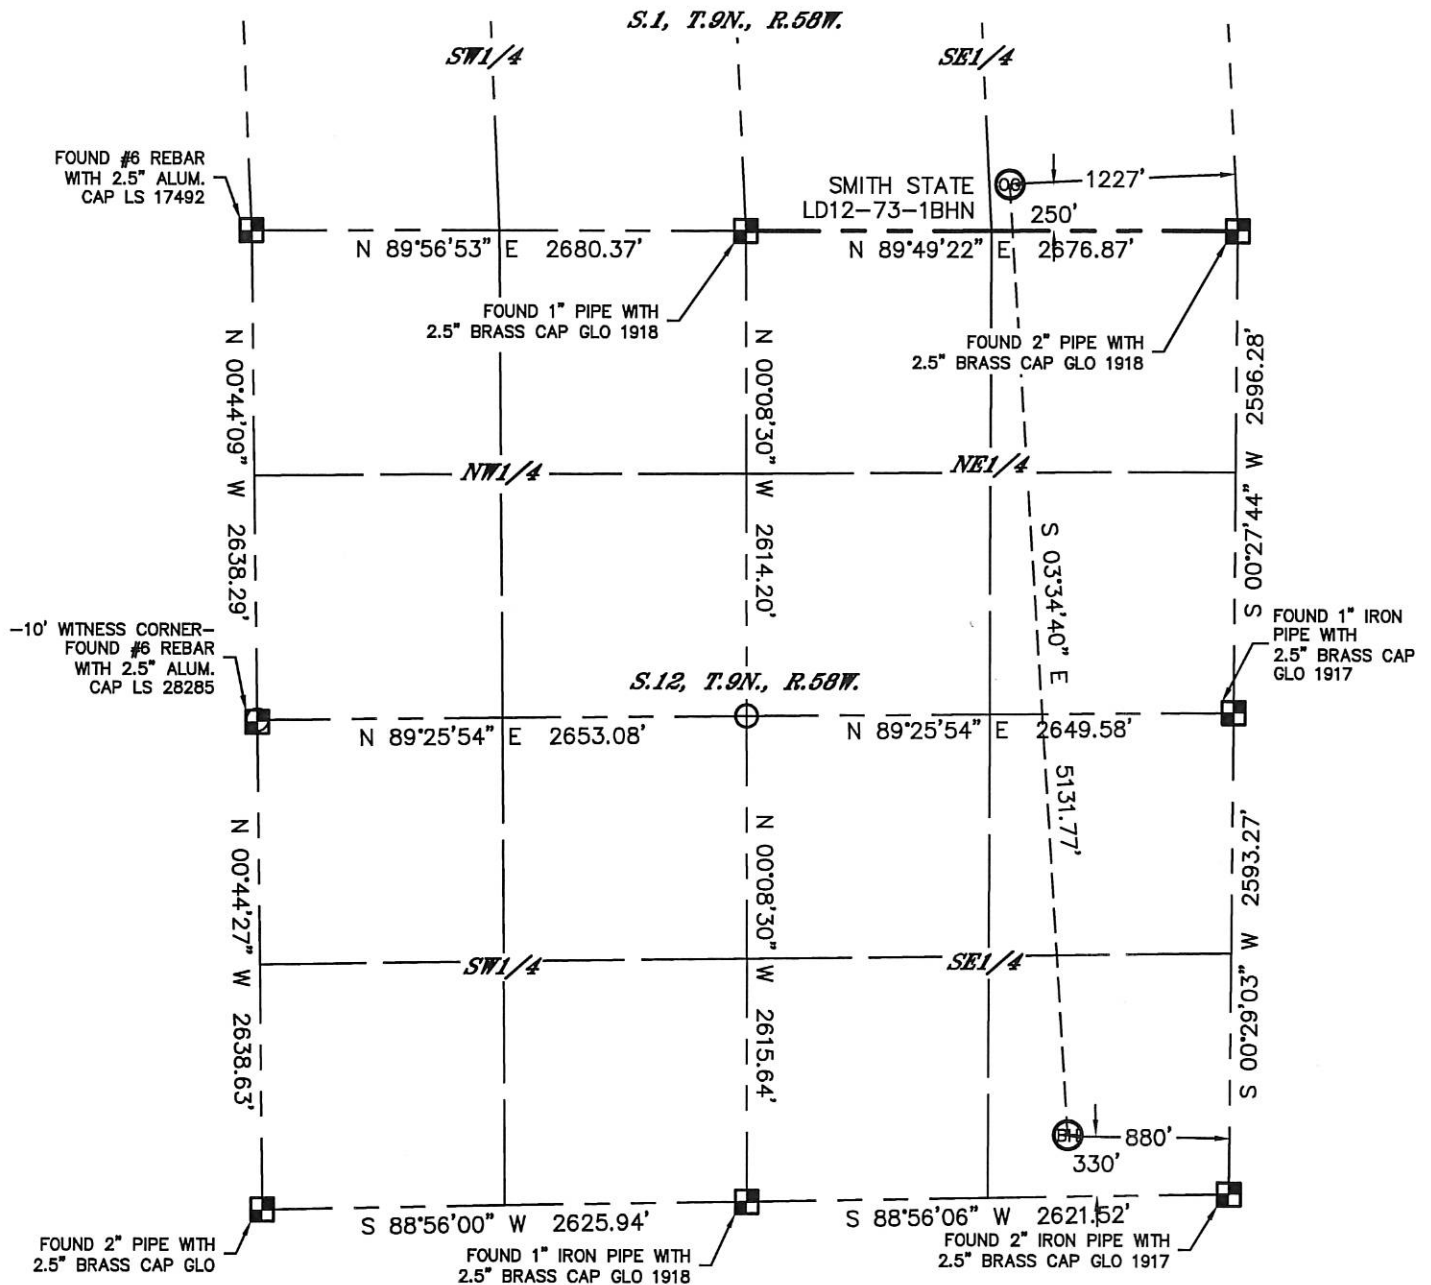 S.1, T.9N., R.58W.
SW1/4
SE1/4
FOUND #6 REBAR
WITH 2.5" ALUM.
CAP LS 17492
SMITH STATE
LD12-73-1BHN
1227'
250'
N 89°56'53" E 2680.37'
N 89°49'22" E 2676.87'
FOUND 1" PIPE WITH
2.5" BRASS CAP GLO 1918
FOUND 2" PIPE WITH
2.5" BRASS CAP GLO 1918
N 00°44'09" W 2638.29'
N 00°08'30" W 2614.20'
S 00°27'44" W 2596.28'
NW1/4
NE1/4
S 03°34'40" E 5131.77'
-10' WITNESS CORNER-
FOUND #6 REBAR
WITH 2.5" ALUM.
CAP LS 28285
S.12, T.9N., R.58W.
FOUND 1" IRON
PIPE WITH
2.5" BRASS CAP
GLO 1917
N 89°25'54" E 2653.08'
N 89°25'54" E 2649.58'
N 00°44'27" W 2638.63'
N 00°08'30" W 2615.64'
S 00°29'03" W 2593.27'
SW1/4
SE1/4
BH
880'
330'
S 88°56'00" W 2625.94'
S 88°56'06" W 2621.52'
FOUND 2" PIPE WITH
2.5" BRASS CAP GLO
FOUND 1" IRON PIPE WITH
2.5" BRASS CAP GLO 1918
FOUND 2" IRON PIPE WITH
2.5" BRASS CAP GLO 1917